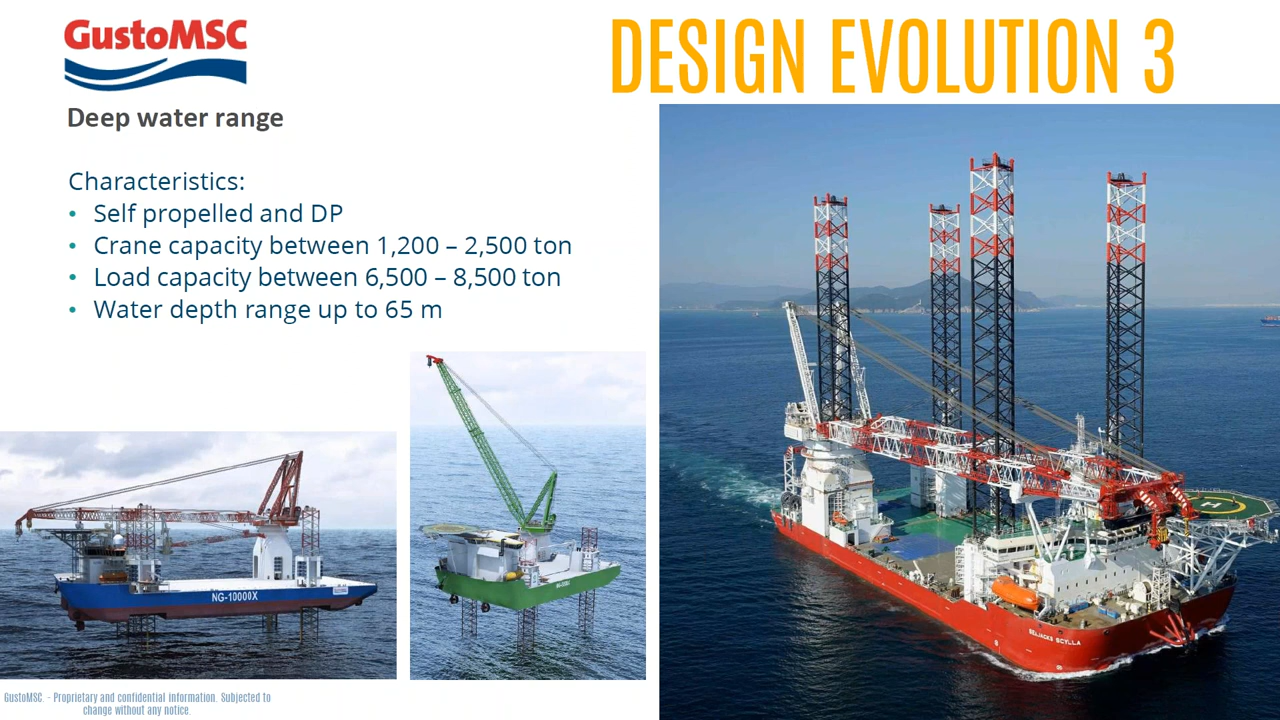 GustoMSC
DESIGN EVOLUTION 3
Deep water range
Characteristics:
• Self propelled and DP
• Crane capacity between 1,200 – 2,500 ton
• Load capacity between 6,500 – 8,500 ton
• Water depth range up to 65 m
NG-10000X
H
SEAJACKS SCYLLA
GustoMSC. - Proprietary and confidential information. Subjected to
change without any notice.